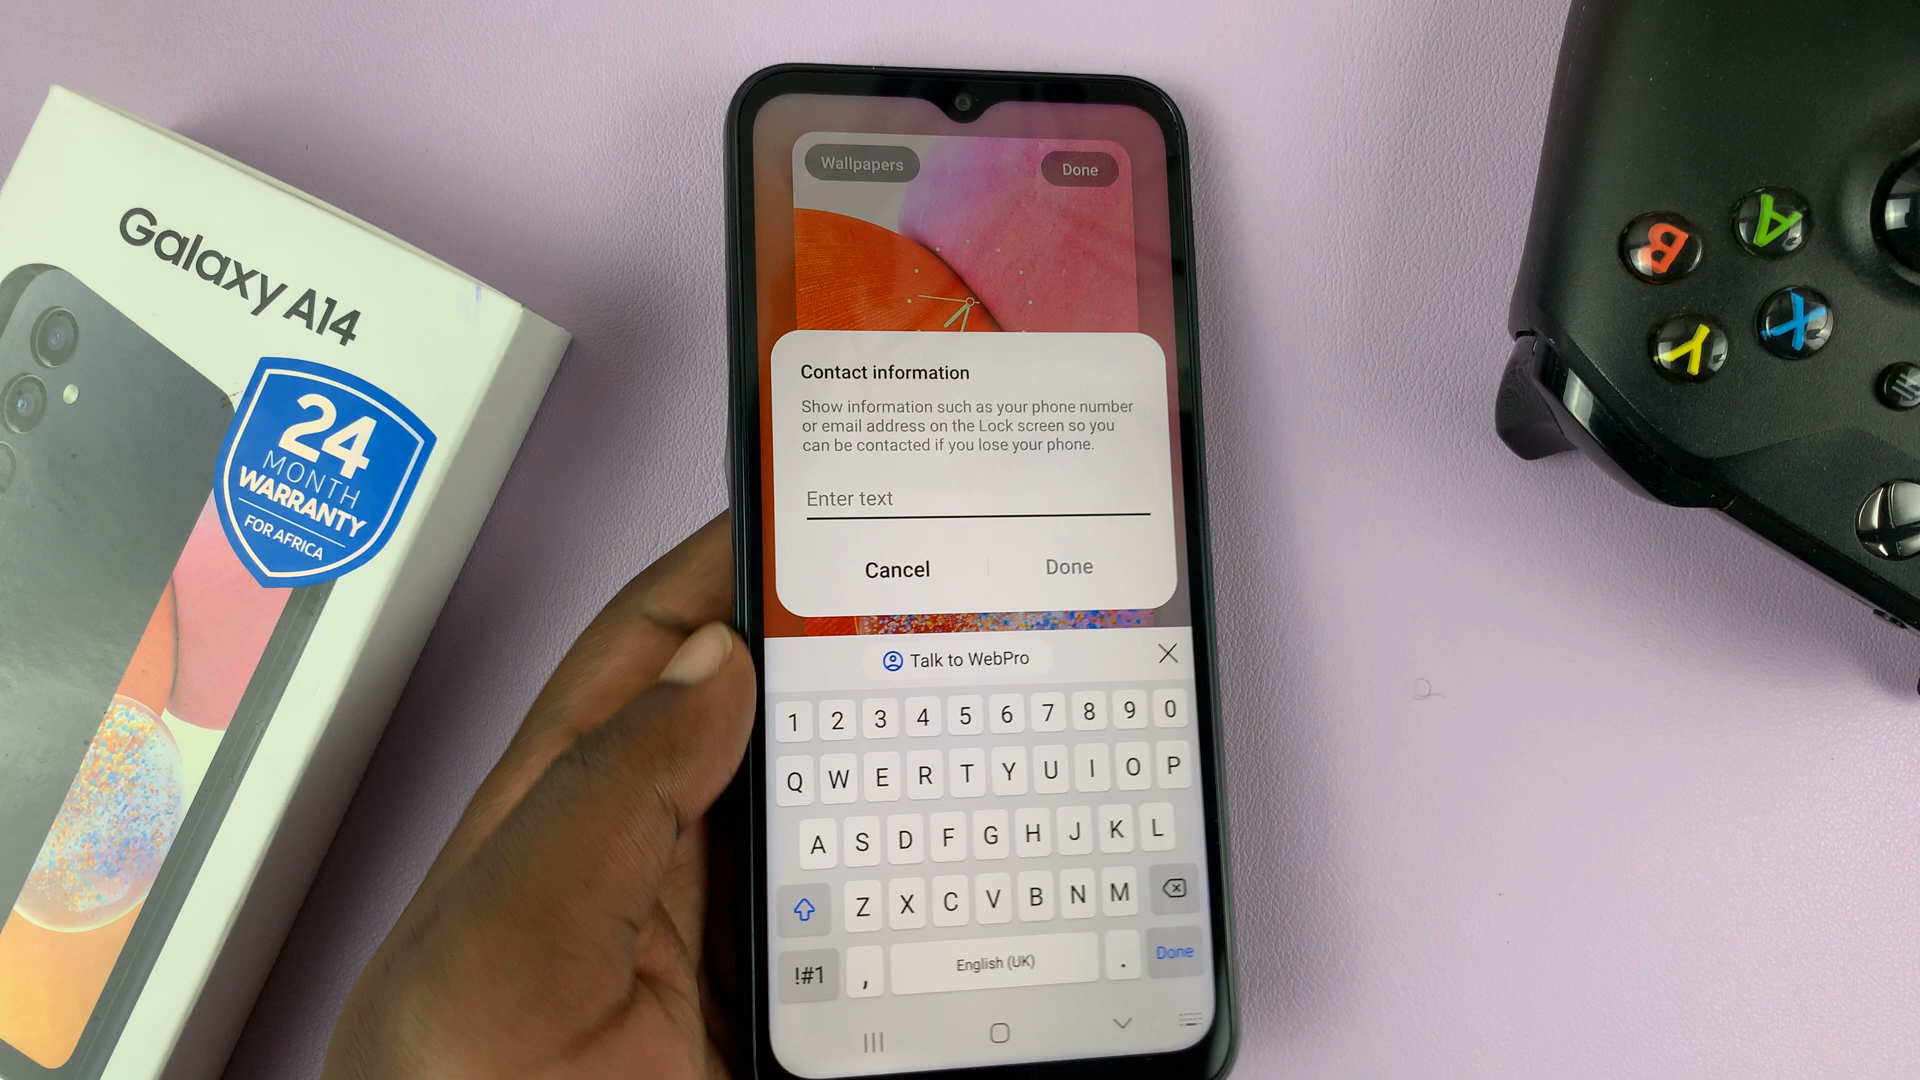 Galaxy A14
24
MONTH
WARRANTY
FOR AFRICA
Wallpapers
Done
Contact information
Show information such as your phone number
or email address on the Lock screen so you
can be contacted if you lose your phone.
Enter text
Cancel
Done
Talk to WebPro
1 2 3 4 5 6 7 8 9 0
Q W E R T Y U I O P
A S D F G H J K L
Z X C V B N M
!#1 , English (UK) . Done
B A
Y X